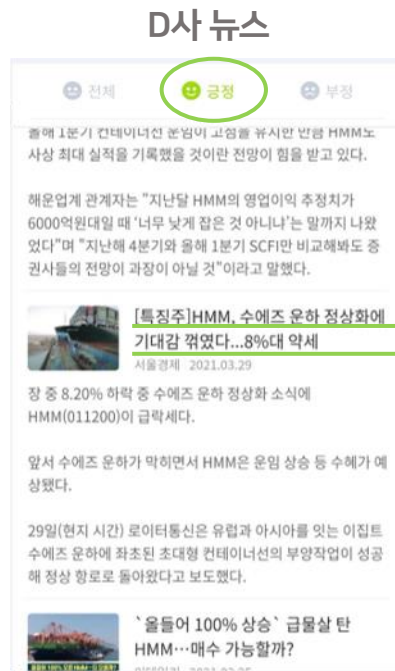 D사 뉴스
전체 긍정 부정
올해 1분기 컨테이너선 운임이 고점을 유지한 만큼 HMM도
사상 최대 실적을 기록했을 것이란 전망이 힘을 받고 있다.
해운업계 관계자는 "지난달 HMM의 영업이익 추정치가
6000억원대일 때 '너무 낮게 잡은 것 아니냐'는 말까지 나왔
었다"며 "지난해 4분기와 올해 1분기 SCFI만 비교해봐도 증
권사들의 전망이 과장이 아닐 것"이라고 말했다.
[특징주]HMM, 수에즈 운하 정상화에
기대감 꺾였다...8%대 약세
서울경제 2021.03.29
장 중 8.20% 하락 중 수에즈 운하 정상화 소식에
HMM(011200)이 급락세다.
앞서 수에즈 운하가 막히면서 HMM은 운임 상승 등 수혜가 예
상됐다.
29일(현지 시간) 로이터통신은 유럽과 아시아를 잇는 이집트
수에즈 운하에 좌초된 초대형 컨테이너선의 부양작업이 성공
해 정상 항로로 돌아왔다고 보도했다.
`올들어 100% 상승` 급물살 탄
HMM…매수 가능할까?